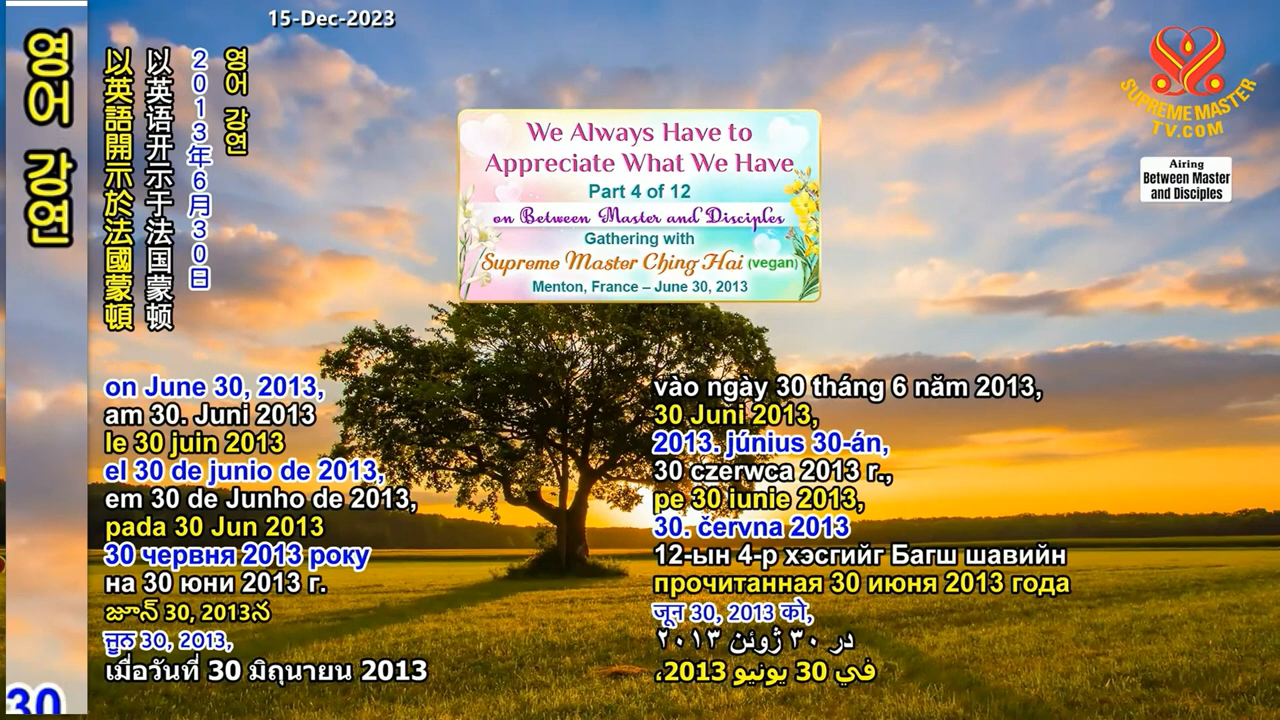 15-Dec-2023
영어 강연
以英語開示於法國蒙頓
以英语开示于法国蒙顿
2013年6月30日
영어 강연
We Always Have to
Appreciate What We Have
Part 4 of 12
on Between Master and Disciples
Gathering with
Supreme Master Ching Hai (vegan)
Menton, France – June 30, 2013
SUPREME MASTER
TV.COM
Airing
Between Master
and Disciples
on June 30, 2013,
am 30. Juni 2013
le 30 juin 2013
el 30 de junio de 2013,
em 30 de Junho de 2013,
pada 30 Jun 2013
30 червня 2013 року
на 30 юни 2013 г.
జూన్ 30, 2013న
ਜੂਨ 30, 2013,
เมื่อวันที่ 30 มิถุนายน 2013
vào ngày 30 tháng 6 năm 2013,
30 Juni 2013,
2013. június 30-án,
30 czerwca 2013 r.,
pe 30 iunie 2013,
30. června 2013
12-ын 4-р хэсгийг Багш шавийн
прочитанная 30 июня 2013 года
जून 30, 2013 को,
در ۳۰ ژوئن ۲۰۱۳
في 30 يونيو 2013،
30